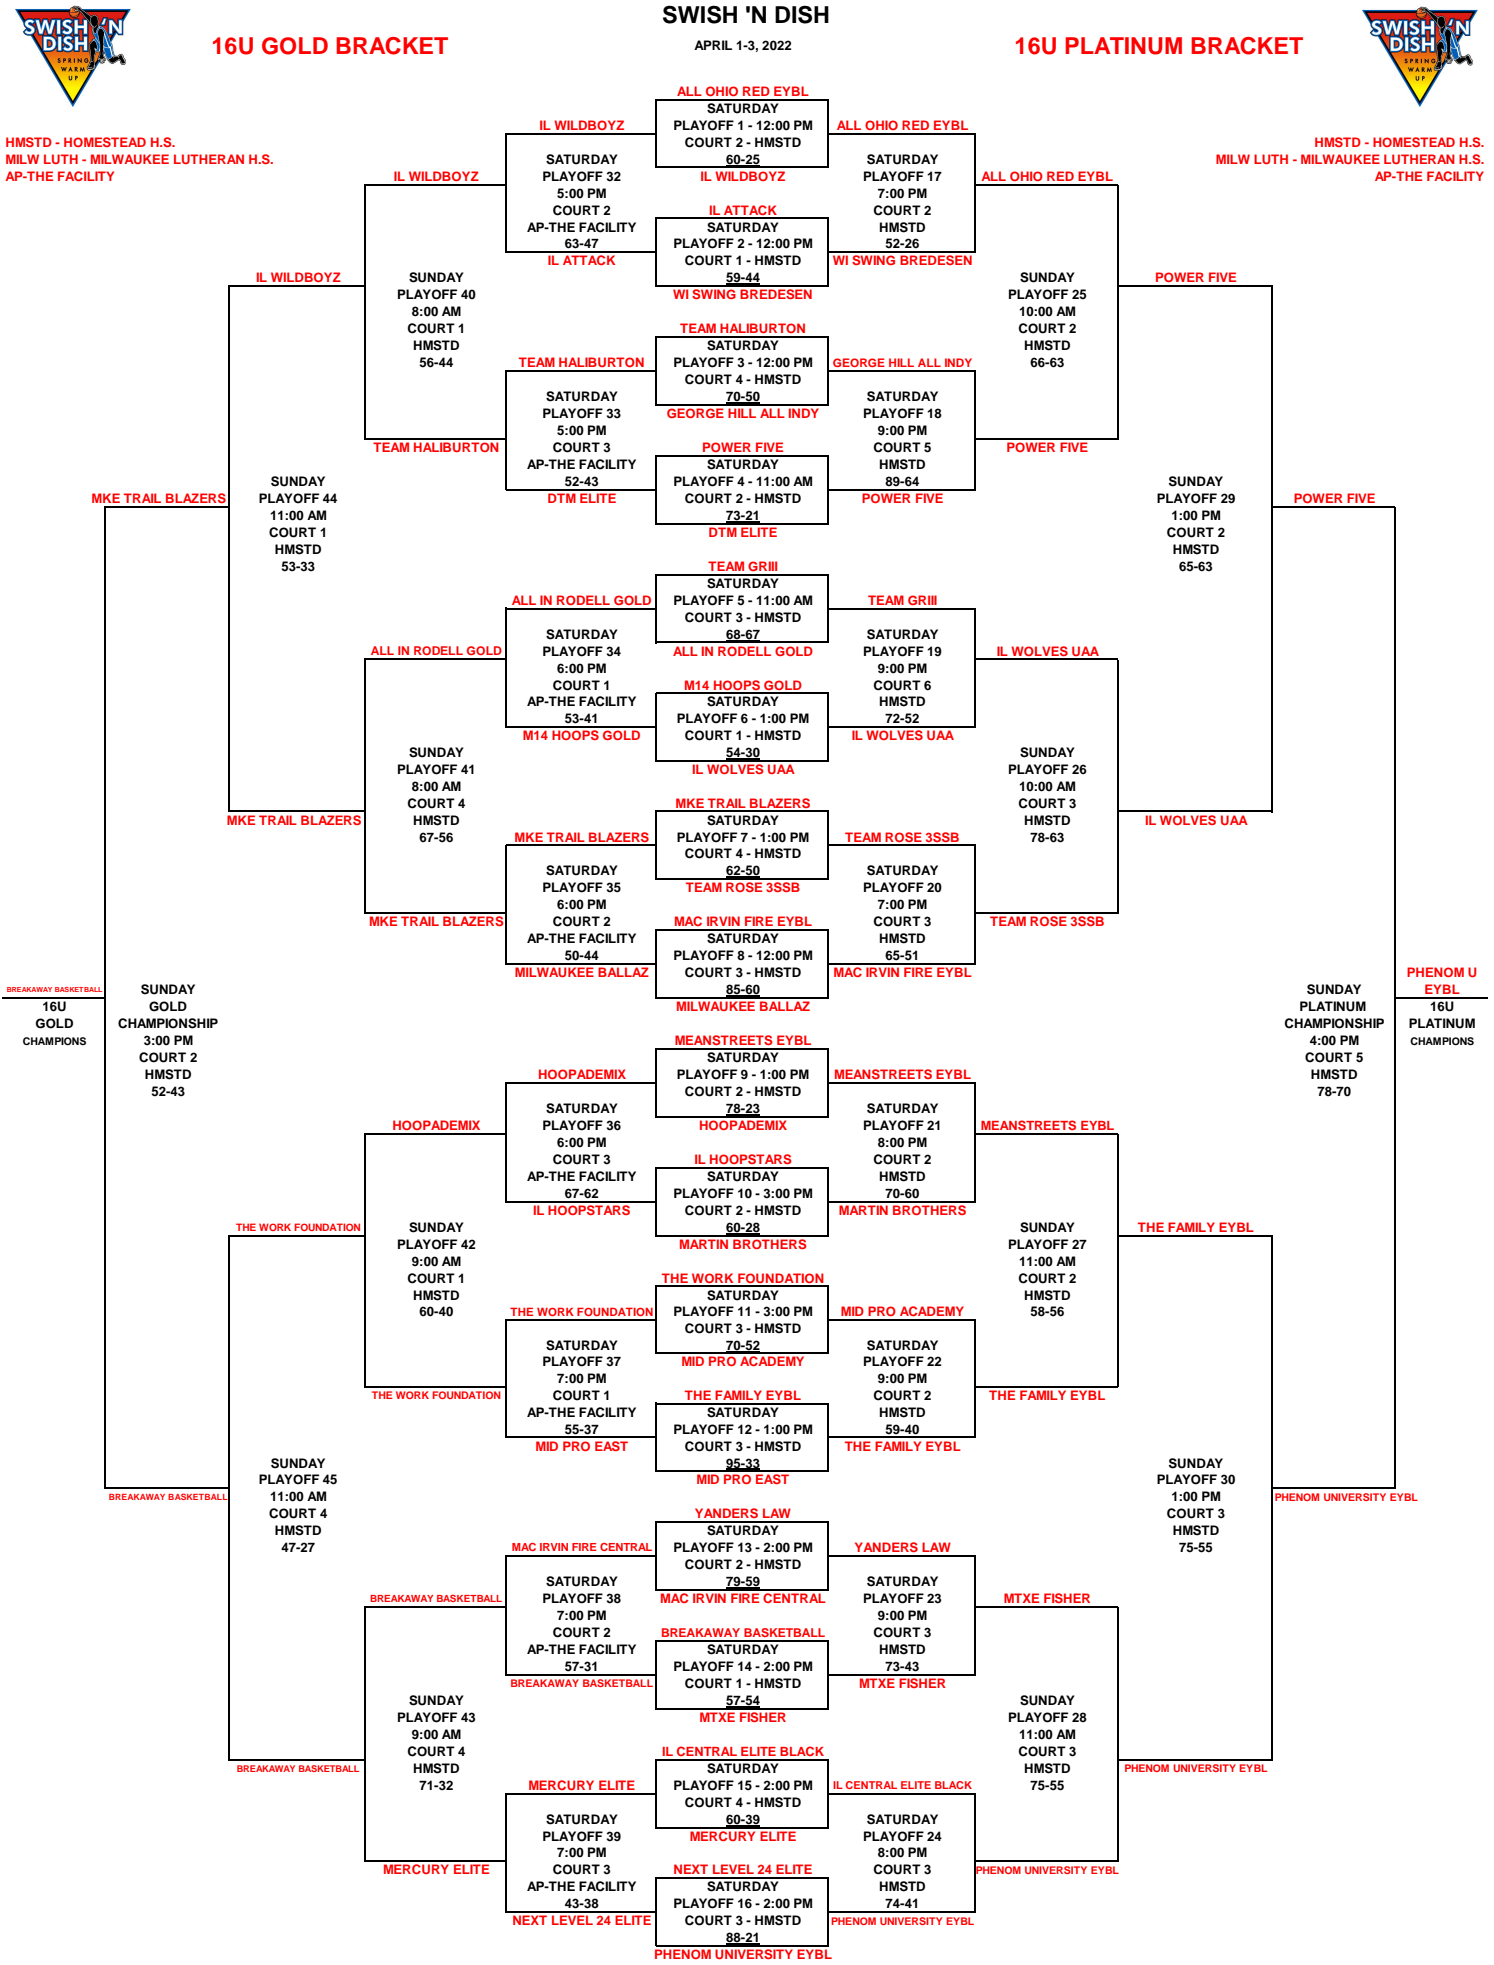 SWISH 'N DISH
APRIL 1-3, 2022
SWISH 'N
DISH
SPRING
WARM
UP
16U GOLD BRACKET
16U PLATINUM BRACKET
SWISH 'N
DISH
SPRING
WARM
UP
HMSTD - HOMESTEAD H.S.
MILW LUTH - MILWAUKEE LUTHERAN H.S.
AP-THE FACILITY
HMSTD - HOMESTEAD H.S.
MILW LUTH - MILWAUKEE LUTHERAN H.S.
AP-THE FACILITY
BREAKAWAY BASKETBALL
16U
GOLD
CHAMPIONS
MKE TRAIL BLAZERS
SUNDAY
GOLD
CHAMPIONSHIP
3:00 PM
COURT 2
HMSTD
52-43
BREAKAWAY BASKETBALL
IL WILDBOYZ
SUNDAY
PLAYOFF 44
11:00 AM
COURT 1
HMSTD
53-33
MKE TRAIL BLAZERS
THE WORK FOUNDATION
SUNDAY
PLAYOFF 45
11:00 AM
COURT 4
HMSTD
47-27
BREAKAWAY BASKETBALL
IL WILDBOYZ
SUNDAY
PLAYOFF 40
8:00 AM
COURT 1
HMSTD
56-44
TEAM HALIBURTON
ALL IN RODELL GOLD
SUNDAY
PLAYOFF 41
8:00 AM
COURT 4
HMSTD
67-56
MKE TRAIL BLAZERS
HOOPADEMIX
SUNDAY
PLAYOFF 42
9:00 AM
COURT 1
HMSTD
60-40
THE WORK FOUNDATION
BREAKAWAY BASKETBALL
SUNDAY
PLAYOFF 43
9:00 AM
COURT 4
HMSTD
71-32
MERCURY ELITE
IL WILDBOYZ
SATURDAY
PLAYOFF 32
5:00 PM
COURT 2
AP-THE FACILITY
63-47
IL ATTACK
TEAM HALIBURTON
SATURDAY
PLAYOFF 33
5:00 PM
COURT 3
AP-THE FACILITY
52-43
DTM ELITE
ALL IN RODELL GOLD
SATURDAY
PLAYOFF 34
6:00 PM
COURT 1
AP-THE FACILITY
53-41
M14 HOOPS GOLD
MKE TRAIL BLAZERS
SATURDAY
PLAYOFF 35
6:00 PM
COURT 2
AP-THE FACILITY
50-44
MILWAUKEE BALLAZ
HOOPADEMIX
SATURDAY
PLAYOFF 36
6:00 PM
COURT 3
AP-THE FACILITY
67-62
IL HOOPSTARS
THE WORK FOUNDATION
SATURDAY
PLAYOFF 37
7:00 PM
COURT 1
AP-THE FACILITY
55-37
MID PRO EAST
MAC IRVIN FIRE CENTRAL
SATURDAY
PLAYOFF 38
7:00 PM
COURT 2
AP-THE FACILITY
57-31
BREAKAWAY BASKETBALL
MERCURY ELITE
SATURDAY
PLAYOFF 39
7:00 PM
COURT 3
AP-THE FACILITY
43-38
NEXT LEVEL 24 ELITE
ALL OHIO RED EYBL
SATURDAY
PLAYOFF 1 - 12:00 PM
COURT 2 - HMSTD
60-25
IL WILDBOYZ
IL ATTACK
SATURDAY
PLAYOFF 2 - 12:00 PM
COURT 1 - HMSTD
59-44
WI SWING BREDESEN
TEAM HALIBURTON
SATURDAY
PLAYOFF 3 - 12:00 PM
COURT 4 - HMSTD
70-50
GEORGE HILL ALL INDY
POWER FIVE
SATURDAY
PLAYOFF 4 - 11:00 AM
COURT 2 - HMSTD
73-21
DTM ELITE
TEAM GRIII
SATURDAY
PLAYOFF 5 - 11:00 AM
COURT 3 - HMSTD
68-67
ALL IN RODELL GOLD
M14 HOOPS GOLD
SATURDAY
PLAYOFF 6 - 1:00 PM
COURT 1 - HMSTD
54-30
IL WOLVES UAA
MKE TRAIL BLAZERS
SATURDAY
PLAYOFF 7 - 1:00 PM
COURT 4 - HMSTD
62-50
TEAM ROSE 3SSB
MAC IRVIN FIRE EYBL
SATURDAY
PLAYOFF 8 - 12:00 PM
COURT 3 - HMSTD
85-60
MILWAUKEE BALLAZ
MEANSTREETS EYBL
SATURDAY
PLAYOFF 9 - 1:00 PM
COURT 2 - HMSTD
78-23
HOOPADEMIX
IL HOOPSTARS
SATURDAY
PLAYOFF 10 - 3:00 PM
COURT 2 - HMSTD
60-28
MARTIN BROTHERS
THE WORK FOUNDATION
SATURDAY
PLAYOFF 11 - 3:00 PM
COURT 3 - HMSTD
70-52
MID PRO ACADEMY
THE FAMILY EYBL
SATURDAY
PLAYOFF 12 - 1:00 PM
COURT 3 - HMSTD
95-33
MID PRO EAST
YANDERS LAW
SATURDAY
PLAYOFF 13 - 2:00 PM
COURT 2 - HMSTD
79-59
MAC IRVIN FIRE CENTRAL
BREAKAWAY BASKETBALL
SATURDAY
PLAYOFF 14 - 2:00 PM
COURT 1 - HMSTD
57-54
MTXE FISHER
IL CENTRAL ELITE BLACK
SATURDAY
PLAYOFF 15 - 2:00 PM
COURT 4 - HMSTD
60-39
MERCURY ELITE
NEXT LEVEL 24 ELITE
SATURDAY
PLAYOFF 16 - 2:00 PM
COURT 3 - HMSTD
88-21
PHENOM UNIVERSITY EYBL
ALL OHIO RED EYBL
SATURDAY
PLAYOFF 17
7:00 PM
COURT 2
HMSTD
52-26
WI SWING BREDESEN
GEORGE HILL ALL INDY
SATURDAY
PLAYOFF 18
9:00 PM
COURT 5
HMSTD
89-64
POWER FIVE
TEAM GRIII
SATURDAY
PLAYOFF 19
9:00 PM
COURT 6
HMSTD
72-52
IL WOLVES UAA
TEAM ROSE 3SSB
SATURDAY
PLAYOFF 20
7:00 PM
COURT 3
HMSTD
65-51
MAC IRVIN FIRE EYBL
MEANSTREETS EYBL
SATURDAY
PLAYOFF 21
8:00 PM
COURT 2
HMSTD
70-60
MARTIN BROTHERS
MID PRO ACADEMY
SATURDAY
PLAYOFF 22
9:00 PM
COURT 2
HMSTD
59-40
THE FAMILY EYBL
YANDERS LAW
SATURDAY
PLAYOFF 23
9:00 PM
COURT 3
HMSTD
73-43
MTXE FISHER
IL CENTRAL ELITE BLACK
SATURDAY
PLAYOFF 24
8:00 PM
COURT 3
HMSTD
74-41
PHENOM UNIVERSITY EYBL
ALL OHIO RED EYBL
SUNDAY
PLAYOFF 25
10:00 AM
COURT 2
HMSTD
66-63
POWER FIVE
IL WOLVES UAA
SUNDAY
PLAYOFF 26
10:00 AM
COURT 3
HMSTD
78-63
TEAM ROSE 3SSB
MEANSTREETS EYBL
SUNDAY
PLAYOFF 27
11:00 AM
COURT 2
HMSTD
58-56
THE FAMILY EYBL
MTXE FISHER
SUNDAY
PLAYOFF 28
11:00 AM
COURT 3
HMSTD
75-55
PHENOM UNIVERSITY EYBL
POWER FIVE
SUNDAY
PLAYOFF 29
1:00 PM
COURT 2
HMSTD
65-63
IL WOLVES UAA
THE FAMILY EYBL
SUNDAY
PLAYOFF 30
1:00 PM
COURT 3
HMSTD
75-55
PHENOM UNIVERSITY EYBL
POWER FIVE
SUNDAY
PLATINUM
CHAMPIONSHIP
4:00 PM
COURT 5
HMSTD
78-70
PHENOM UNIVERSITY EYBL
PHENOM U
EYBL
16U
PLATINUM
CHAMPIONS